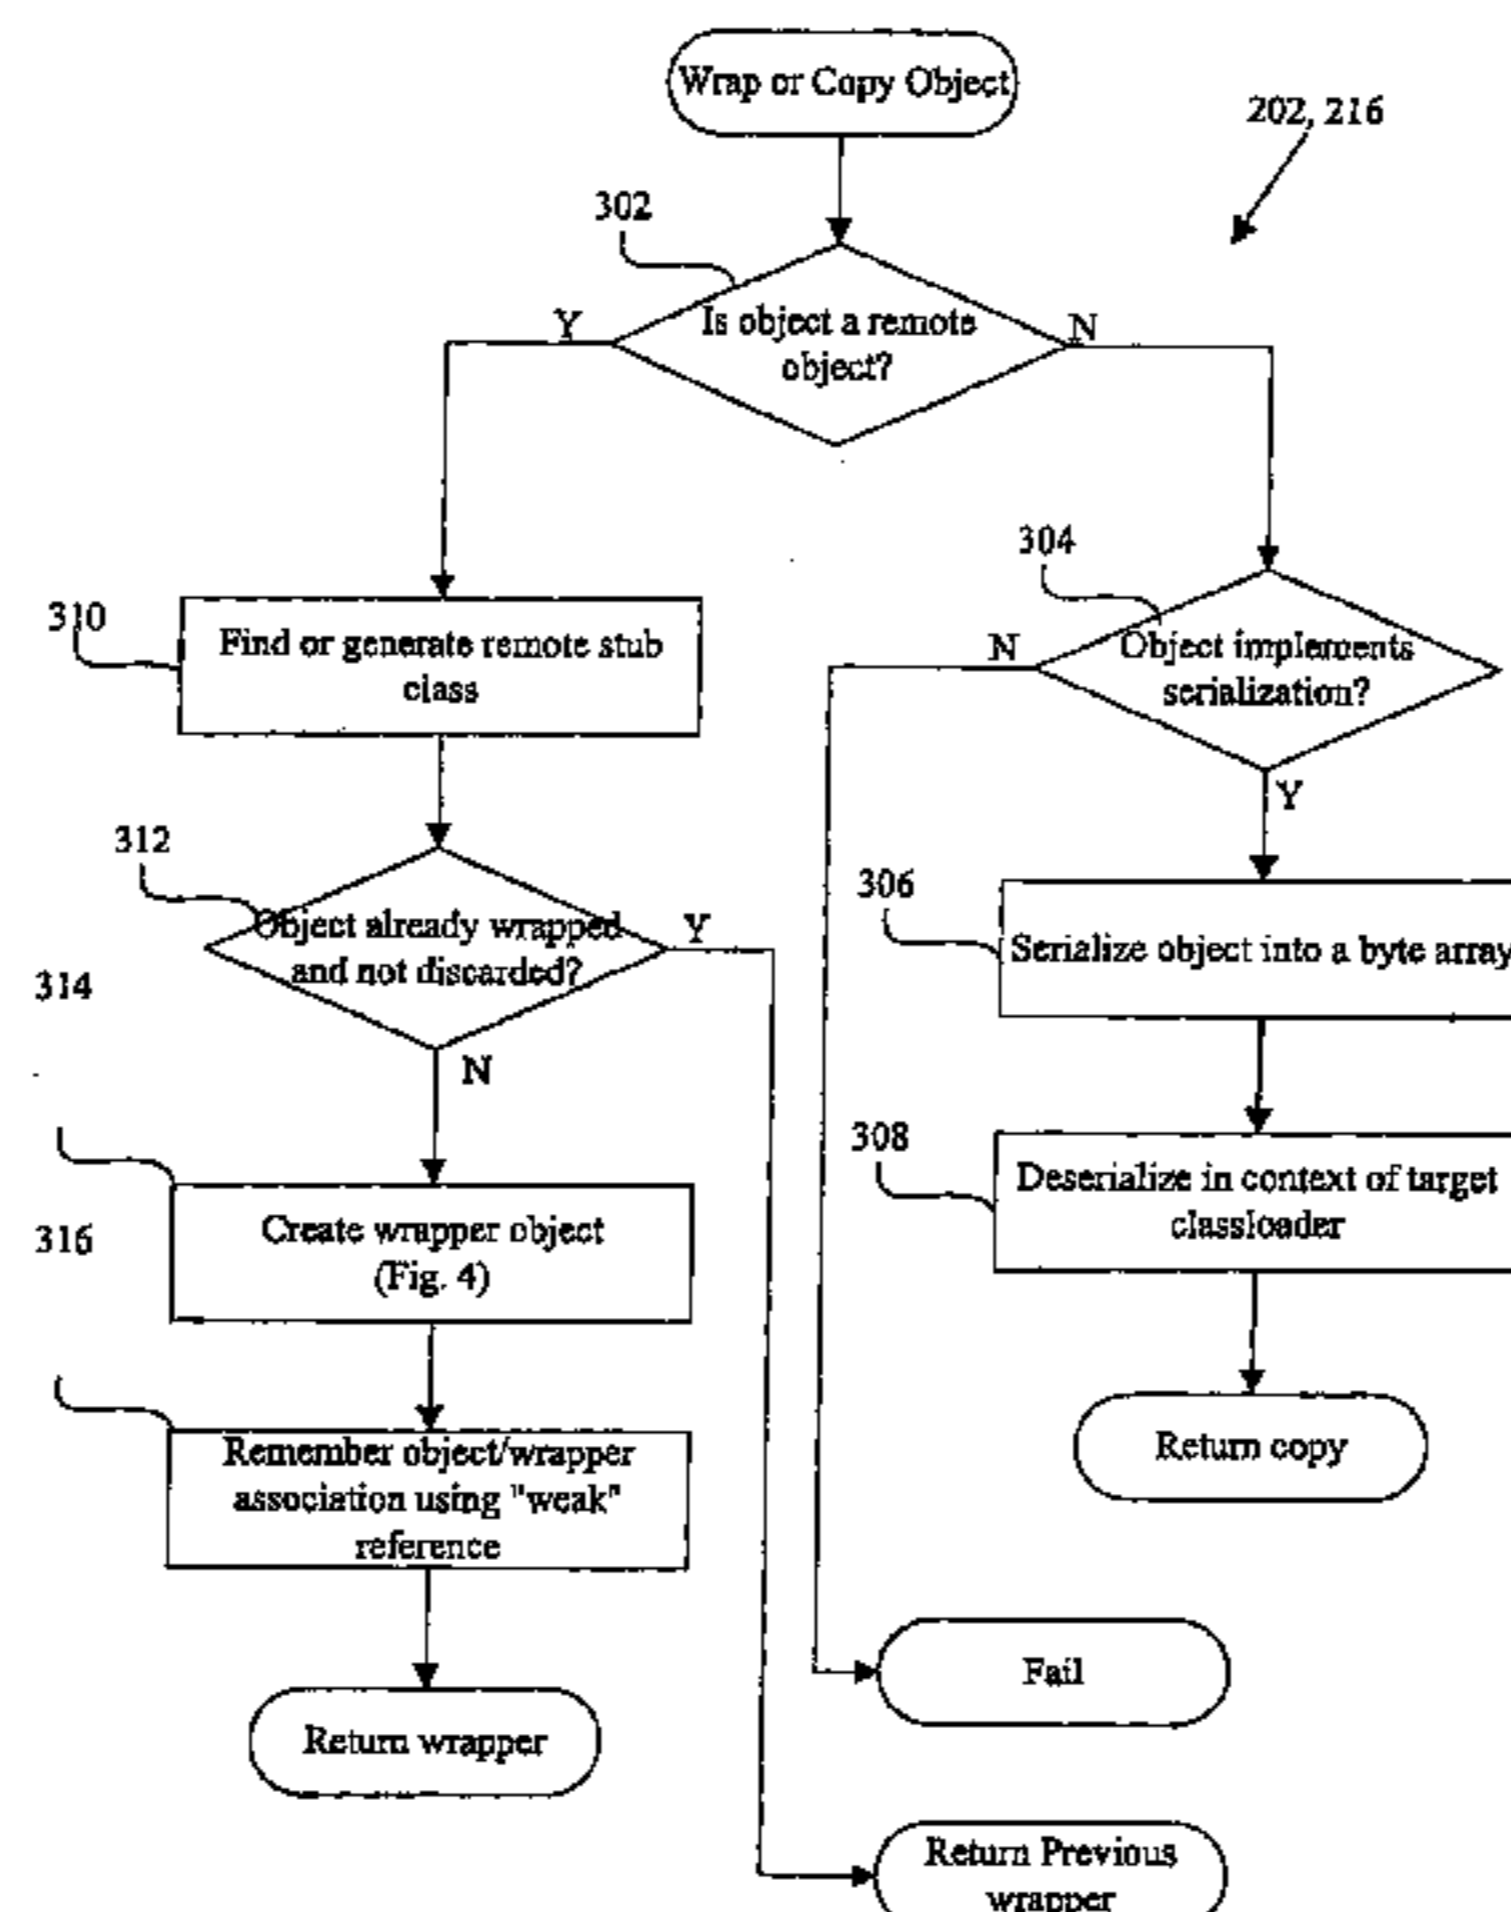 Wrap or Copy Object
202, 216
302
Y
Is object a remote
object?
N
304
310
Find or generate remote stub
class
N
Object implements
serialization?
Y
312
Object already wrapped
and not discarded?
Y
306
Serialize object into a byte array
314
N
308
Deserialize in context of target
classloader
316
Create wrapper object
(Fig. 4)
Return copy
Remember object/wrapper
association using "weak"
reference
Fail
Return wrapper
Return Previous
wrapper